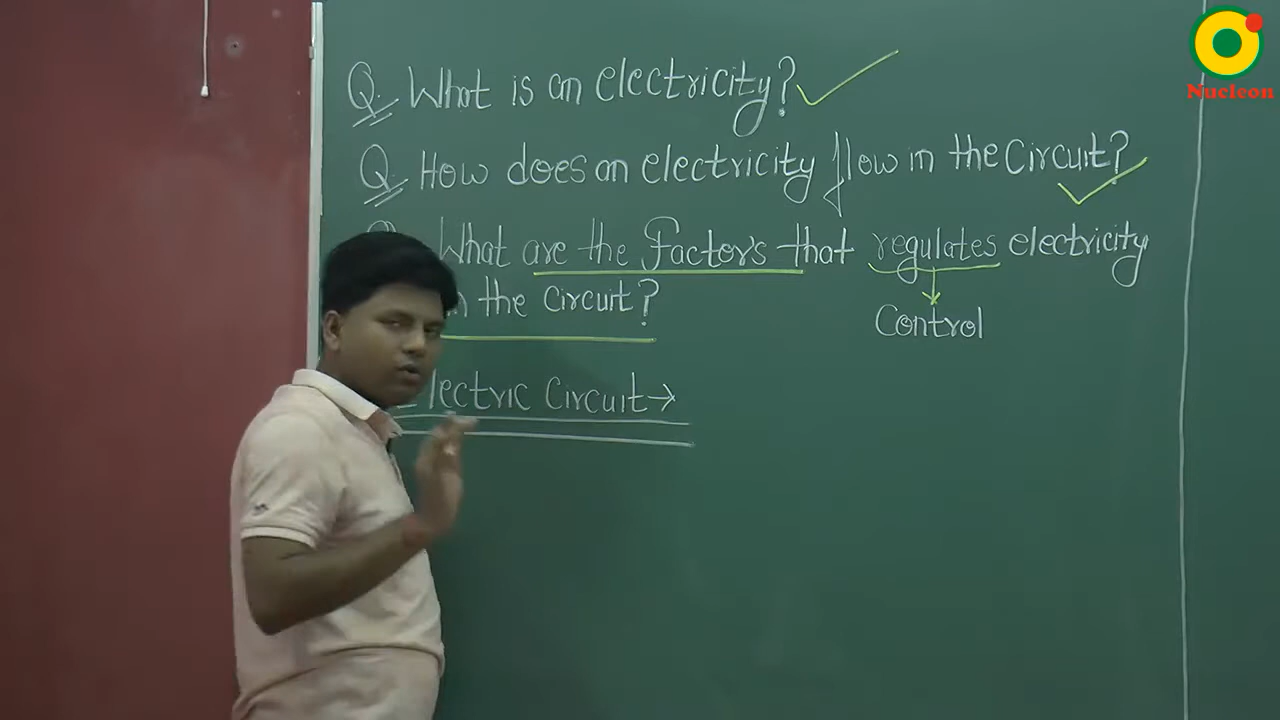 Nucleon
Q. What is an electricity?
Q. How does an electricity flow in the Circuit?
What are the Factors that regulates electricity
the Circuit?
Control
lectric Circuit→